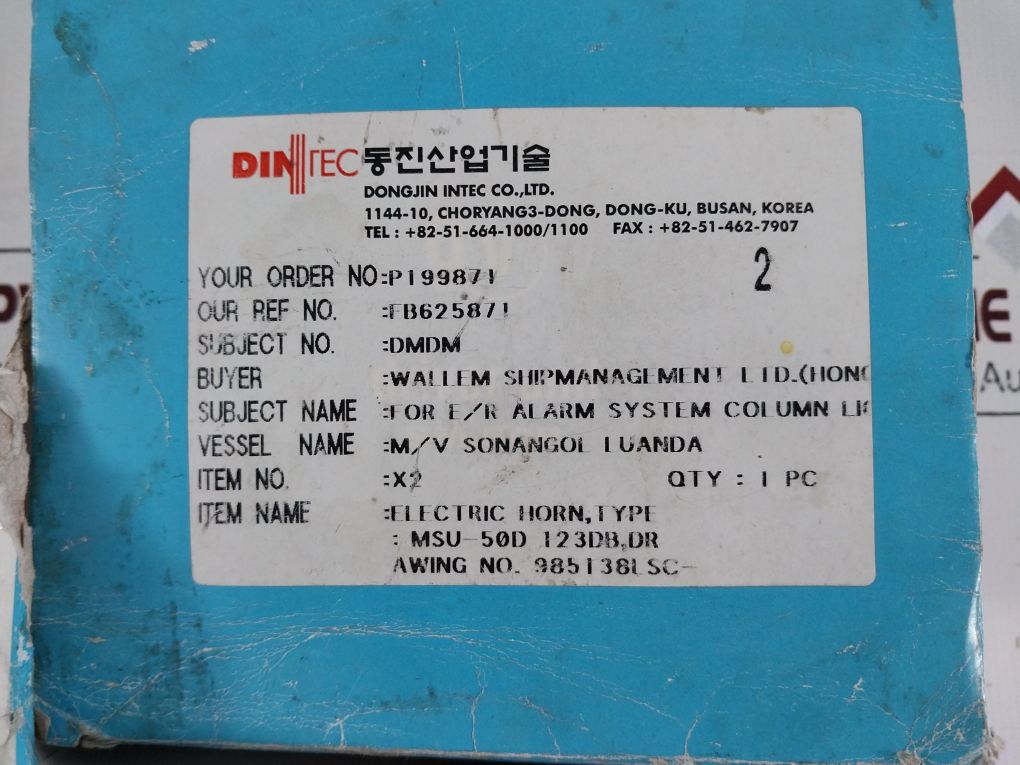 DINTEC 동진산업기술
DONGJIN INTEC CO.,LTD.
1144-10, CHORYANG3-DONG, DONG-KU, BUSAN, KOREA
TEL : +82-51-664-1000/1100 FAX : +82-51-462-7907
2
YOUR ORDER NO:P199871
OUR REF NO. :FB625871
SUBJECT NO. :DMDM
BUYER :WALLEM SHIPMANAGEMENT LTD.(HONG
SUBJECT NAME :FOR E/R ALARM SYSTEM COLUMN LIG
VESSEL NAME :M/V SONANGOL LUANDA
ITEM NO. :X2 QTY : 1 PC
ITEM NAME :ELECTRIC HORN,TYPE
: MSU-50D 123DB,DR
AWING NO. 985138LSC-